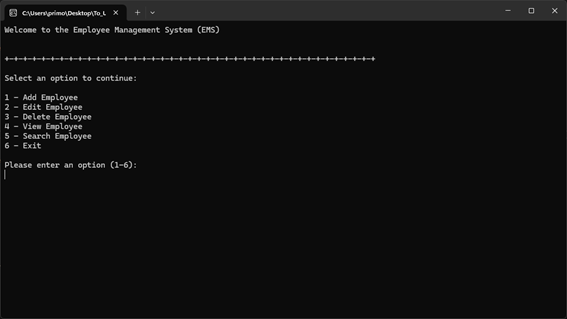 C:\Users\primo\Desktop\To_U
Welcome to the Employee Management System (EMS)
+-+-+-+-+-+-+-+-+-+-+-+-+-+-+-+-+-+-+-+-+-+-+-+-+-+-+-+-+-+-+-+-+-+-+-+-+-+-+-+-+
Select an option to continue:
1 - Add Employee
2 - Edit Employee
3 - Delete Employee
4 - View Employee
5 - Search Employee
6 - Exit
Please enter an option (1-6):